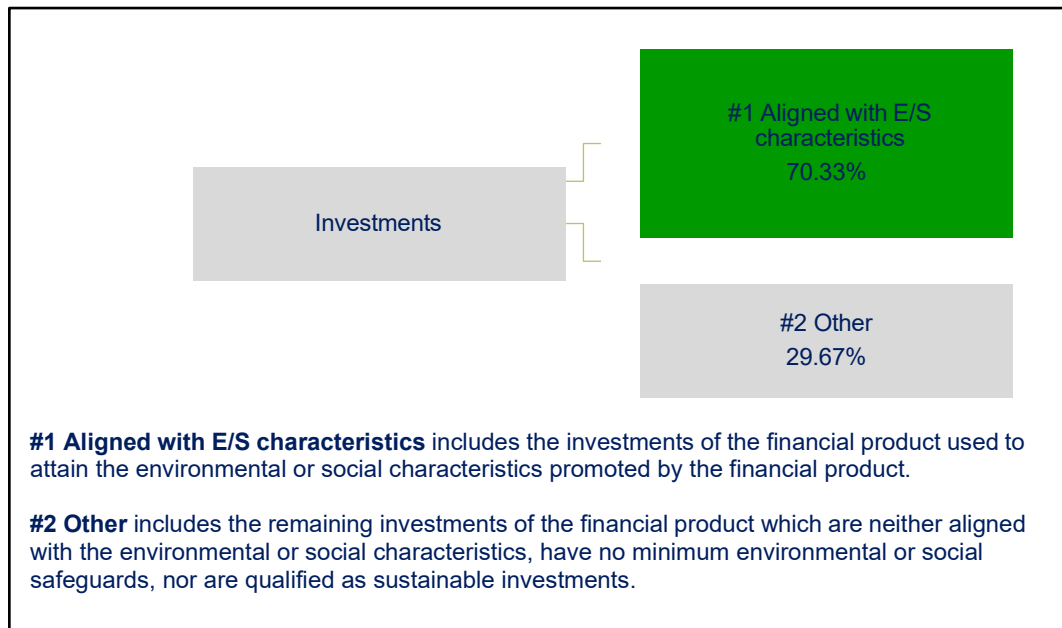 #1 Aligned with E/S
characteristics
70.33%
Investments
#2 Other
29.67%
#1 Aligned with E/S characteristics includes the investments of the financial product used to
attain the environmental or social characteristics promoted by the financial product.
#2 Other includes the remaining investments of the financial product which are neither aligned
with the environmental or social characteristics, have no minimum environmental or social
safeguards, nor are qualified as sustainable investments.